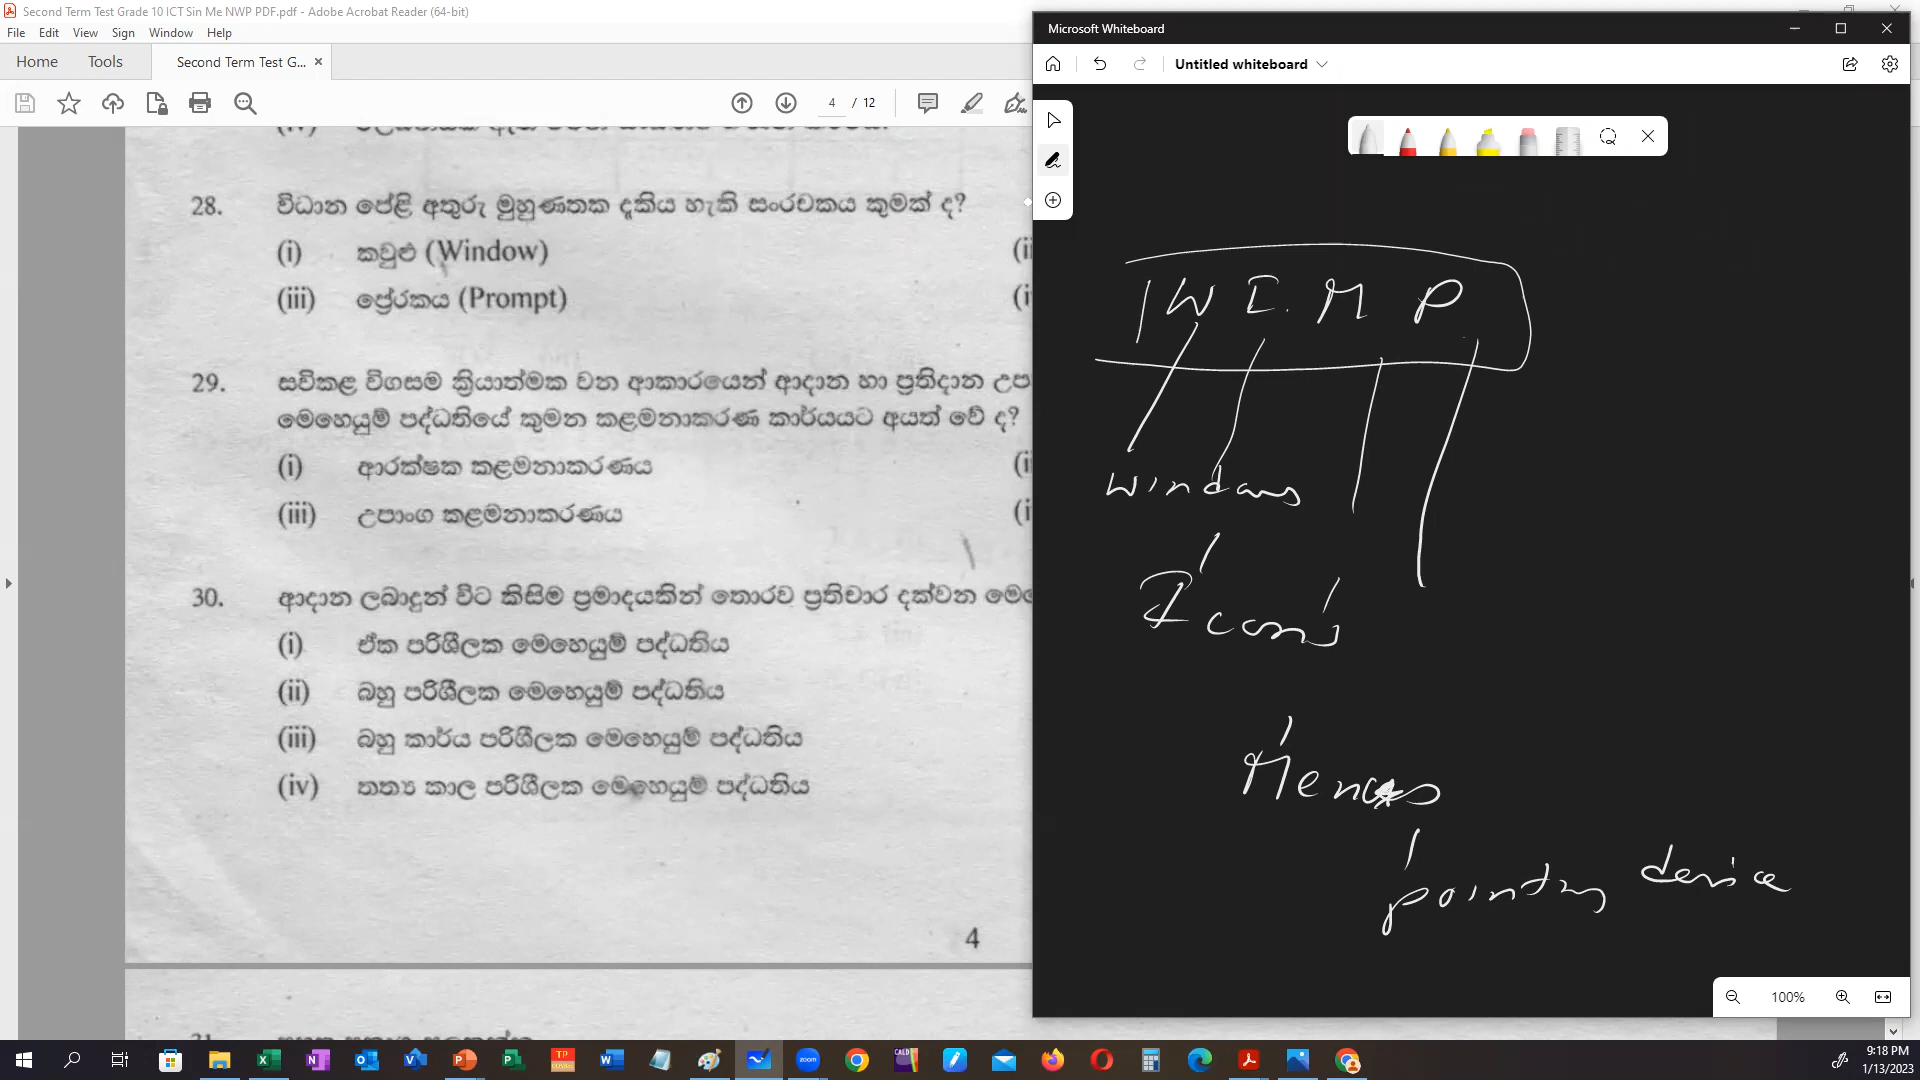 Second Term Test Grade 10 ICT Sin Me NWP PDF.pdf - Adobe Acrobat Reader (64-bit)
File Edit View Sign Window Help
Home Tools Second Term Test G... ×
4 / 12
28. විධාන පේළි අතුරු මුහුණතක දැකිය හැකි සංරචකය කුමක් ද?
(i) කවුළු (Window)
(iii) ප්‍රේරකය (Prompt)
29. සවිකළ විගසම ක්‍රියාත්මක වන ආකාරයෙන් ආදාන හා ප්‍රතිදාන උප
මෙහෙයුම් පද්ධතියේ කුමන කළමනාකරණ කාර්යයට අයත් වේ ද?
(i) ආරක්ෂක කළමනාකරණය
(iii) උපාංග කළමනාකරණය
30. ආදාන ලබාදුන් විට කිසිම ප්‍රමාදයකින් තොරව ප්‍රතිචාර දක්වන
(i) ඒක පරිශීලක මෙහෙයුම් පද්ධතිය
(ii) බහු පරිශීලක මෙහෙයුම් පද්ධතිය
(iii) බහු කාර්ය පරිශීලක මෙහෙයුම් පද්ධතිය
(iv) තත්‍ය කාල පරිශීලක මෙහෙයුම් පද්ධතිය
4
Microsoft Whiteboard
Untitled whiteboard
W I M P
windows
Icons
Menus
pointing device
100%
9:18 PM
1/13/2023